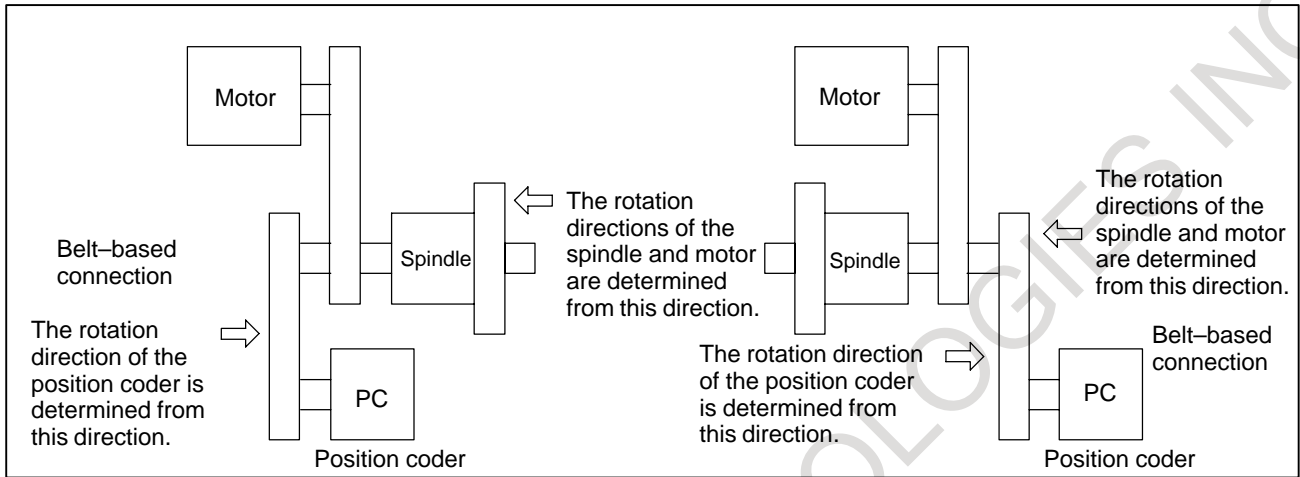 Motor
Belt–based
connection
Spindle
The rotation
directions of the
spindle and motor
are determined
from this direction.
The rotation
direction of the
position coder is
determined from
this direction.
PC
Position coder
Motor
Spindle
The rotation
directions of the
spindle and motor
are determined
from this direction.
The rotation direction
of the position coder
is determined from
this direction.
Belt–based
connection
PC
Position coder
OLOGIES INC